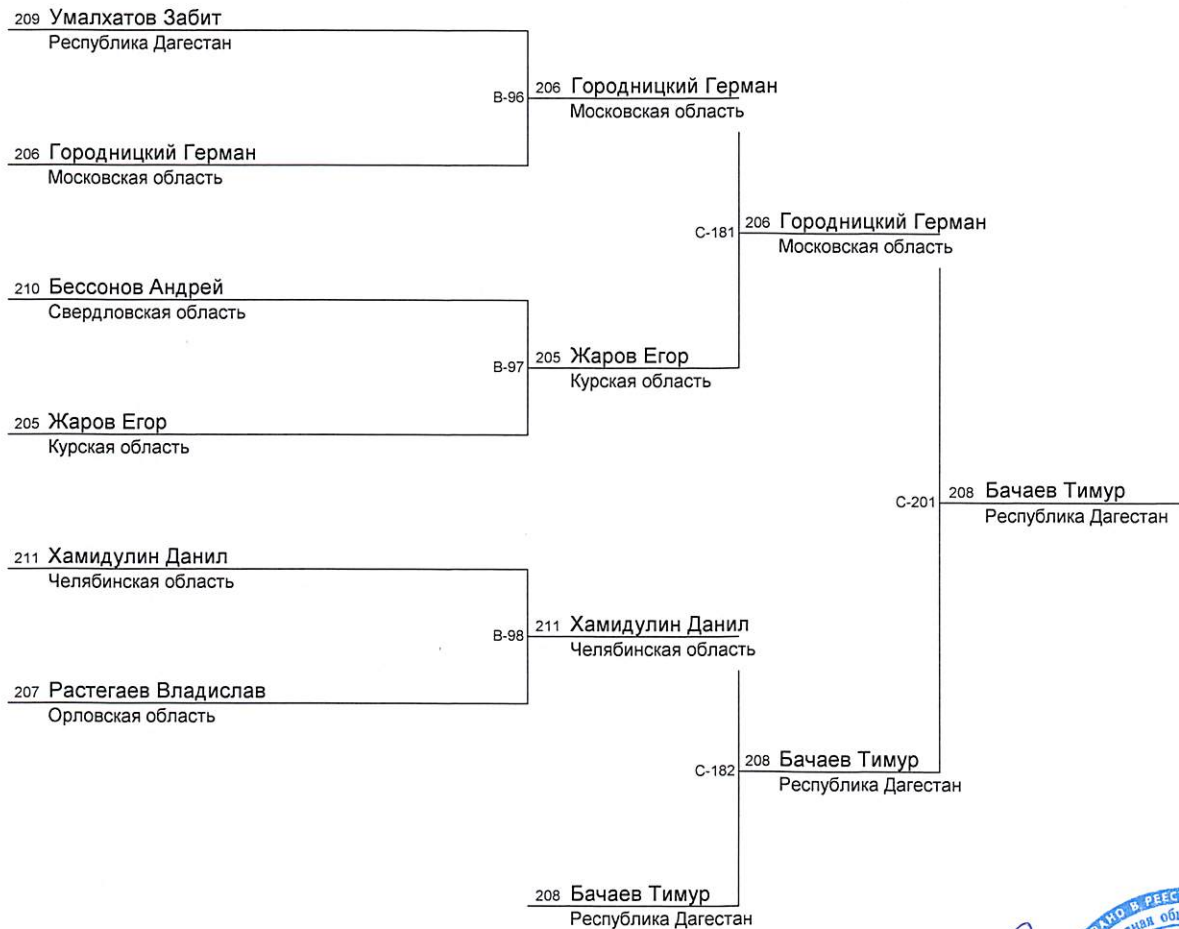 209 Умалхатов Забит
Республика Дагестан
В-96
206 Городницкий Герман
Московская область
206 Городницкий Герман
Московская область
С-181
206 Городницкий Герман
Московская область
210 Бессонов Андрей
Свердловская область
В-97
205 Жаров Егор
Курская область
205 Жаров Егор
Курская область
С-201
208 Бачаев Тимур
Республика Дагестан
211 Хамидулин Данил
Челябинская область
В-98
211 Хамидулин Данил
Челябинская область
207 Растегаев Владислав
Орловская область
С-182
208 Бачаев Тимур
Республика Дагестан
208 Бачаев Тимур
Республика Дагестан